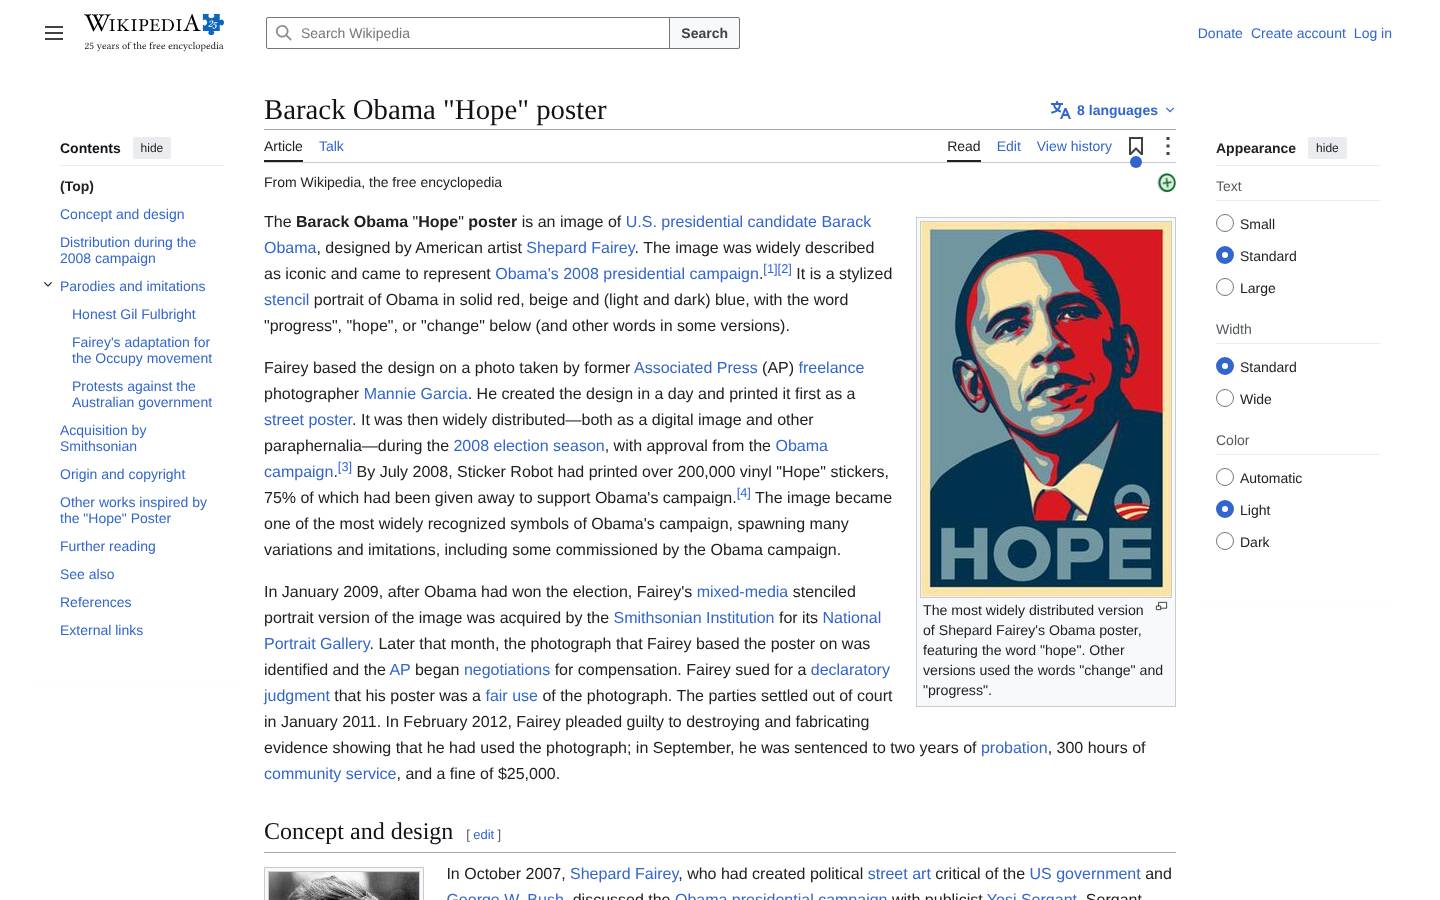 WIKIPEDIA 25
25 years of the free encyclopedia
Search Wikipedia
Search
Donate Create account Log in
Contents hide
(Top)
Concept and design
Distribution during the
2008 campaign
Parodies and imitations
Honest Gil Fulbright
Fairey's adaptation for
the Occupy movement
Protests against the
Australian government
Acquisition by
Smithsonian
Origin and copyright
Other works inspired by
the "Hope" Poster
Further reading
See also
References
External links
Barack Obama "Hope" poster
8 languages
Article Talk
Read Edit View history
From Wikipedia, the free encyclopedia
The Barack Obama "Hope" poster is an image of U.S. presidential candidate Barack
Obama, designed by American artist Shepard Fairey. The image was widely described
as iconic and came to represent Obama's 2008 presidential campaign.[1][2] It is a stylized
stencil portrait of Obama in solid red, beige and (light and dark) blue, with the word
"progress", "hope", or "change" below (and other words in some versions).
Fairey based the design on a photo taken by former Associated Press (AP) freelance
photographer Mannie Garcia. He created the design in a day and printed it first as a
street poster. It was then widely distributed—both as a digital image and other
paraphernalia—during the 2008 election season, with approval from the Obama
campaign.[3] By July 2008, Sticker Robot had printed over 200,000 vinyl "Hope" stickers,
75% of which had been given away to support Obama's campaign.[4] The image became
one of the most widely recognized symbols of Obama's campaign, spawning many
variations and imitations, including some commissioned by the Obama campaign.
In January 2009, after Obama had won the election, Fairey's mixed-media stenciled
portrait version of the image was acquired by the Smithsonian Institution for its National
Portrait Gallery. Later that month, the photograph that Fairey based the poster on was
identified and the AP began negotiations for compensation. Fairey sued for a declaratory
judgment that his poster was a fair use of the photograph. The parties settled out of court
in January 2011. In February 2012, Fairey pleaded guilty to destroying and fabricating
evidence showing that he had used the photograph; in September, he was sentenced to two years of probation, 300 hours of
community service, and a fine of $25,000.
HOPE
The most widely distributed version
of Shepard Fairey's Obama poster,
featuring the word "hope". Other
versions used the words "change" and
"progress".
Concept and design [ edit ]
In October 2007, Shepard Fairey, who had created political street art critical of the US government and
George W. Bush, discussed the Obama presidential campaign with publicist Yosi Sergant. Sergant
Appearance hide
Text
Small
Standard
Large
Width
Standard
Wide
Color
Automatic
Light
Dark